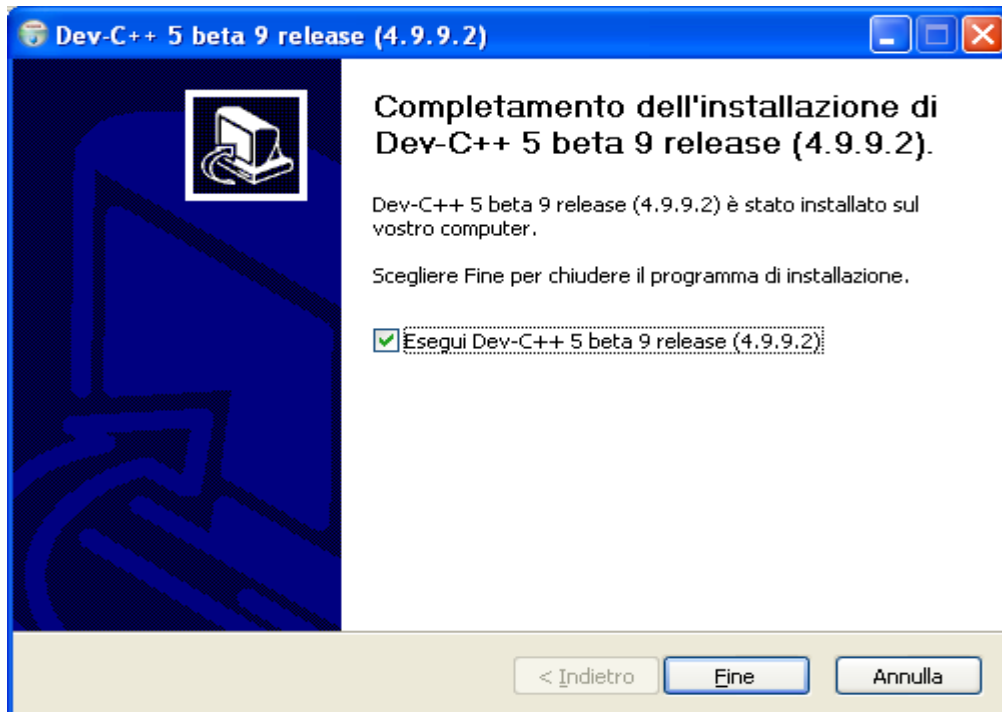 Dev-C++ 5 beta 9 release (4.9.9.2)
Completamento dell'installazione di
Dev-C++ 5 beta 9 release (4.9.9.2).
Dev-C++ 5 beta 9 release (4.9.9.2) è stato installato sul
vostro computer.
Scegliere Fine per chiudere il programma di installazione.
Esegui Dev-C++ 5 beta 9 release (4.9.9.2)
< Indietro
Fine
Annulla